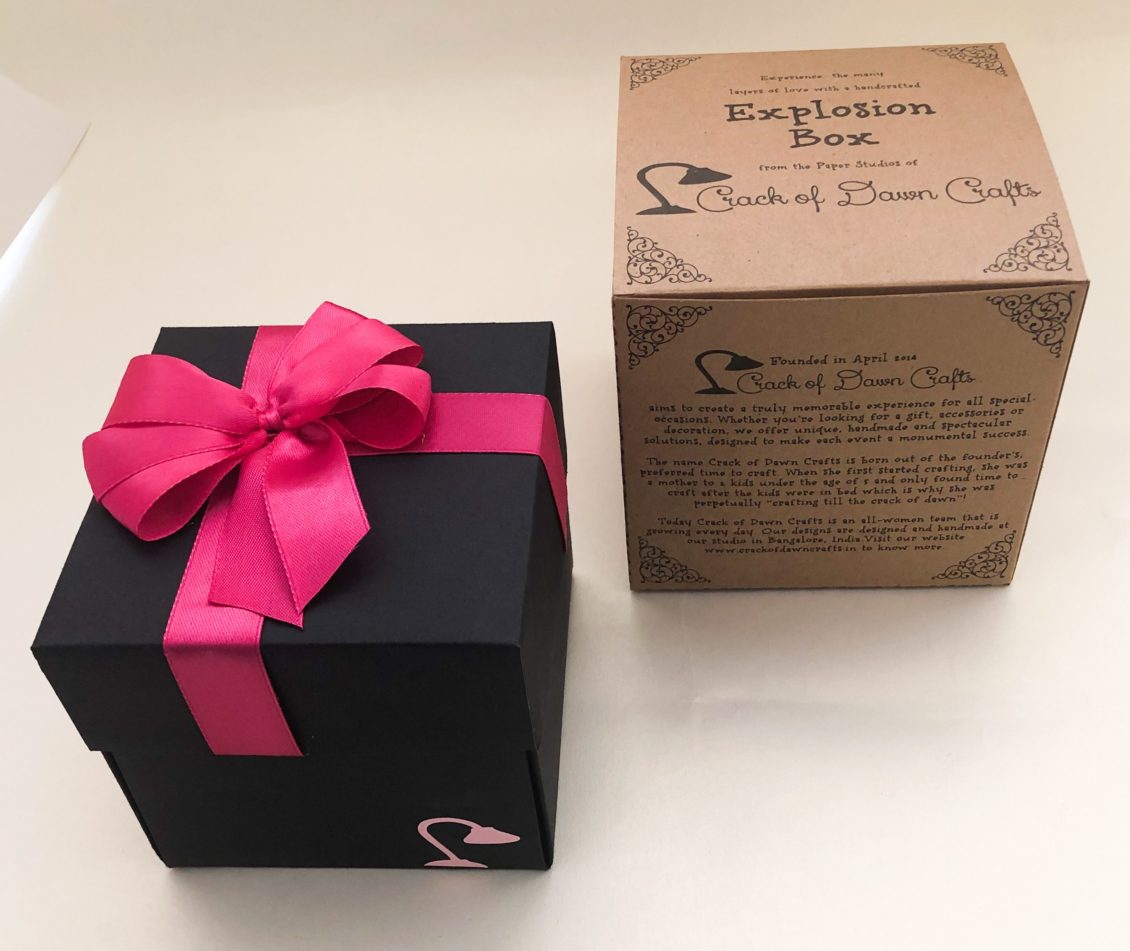 Experience the many
layers of love with a handcrafted
Explosion
Box
from the Paper Studios of
Crack of Dawn Crafts
Founded in April 2014
Crack of Dawn Crafts
aims to create a truly memorable experience for all special
occasions. Whether you're looking for a gift, accessories or
decoration, we offer unique, handmade and spectacular
solutions, designed to make each event a monumental success.
The name Crack of Dawn Crafts is born out of the founder's,
preferred time to craft. When she first started crafting, she was
a mother to 2 kids under the age of 5 and only found time to
craft after the kids were in bed which is why she was
perpetually "crafting till the crack of dawn"!
Today Crack of Dawn Crafts is an all-women team that is
growing every day. Our designs are designed and handmade at
our studio in Bangalore, India. Visit our website
www.crackofdawncrafts.in to know more.